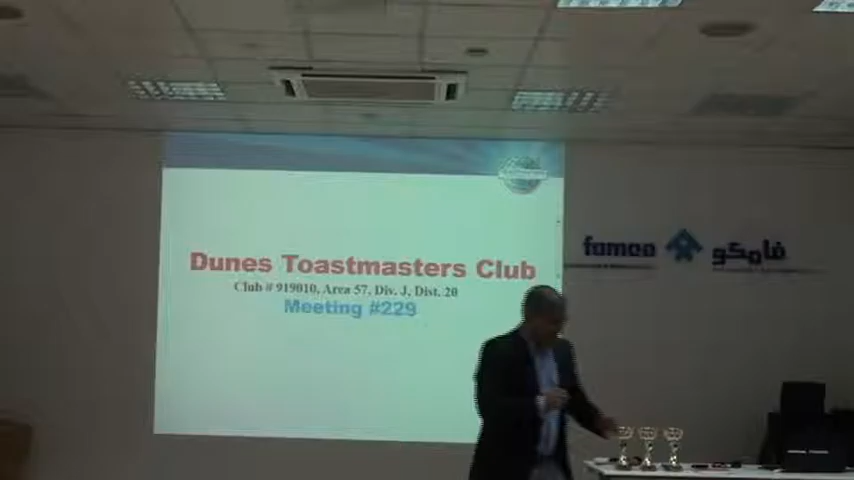 Dunes Toastmasters Club
Club # 919010, Area 57, Div. J, Dist. 20
Meeting #229
famco
فامكو